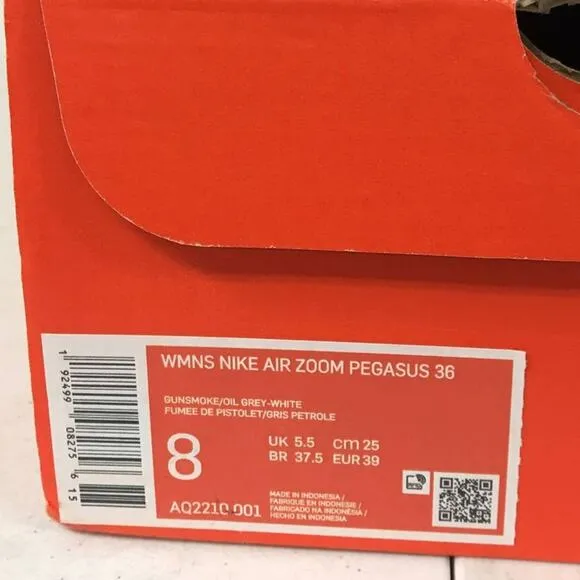 WMNS NIKE AIR ZOOM PEGASUS 36
GUNSMOKE/OIL GREY-WHITE
FUMEE DE PISTOLET/GRIS PETROLE
8
UK 5.5 cm 25
BR 37.5 EUR 39
AQ2210 001
MADE IN INDONESIA /
FABRIQUE EN INDONESIE /
FABRICADO NA INDONÉSIA /
HECHO EN INDONESIA
1 92499 08275 6 15